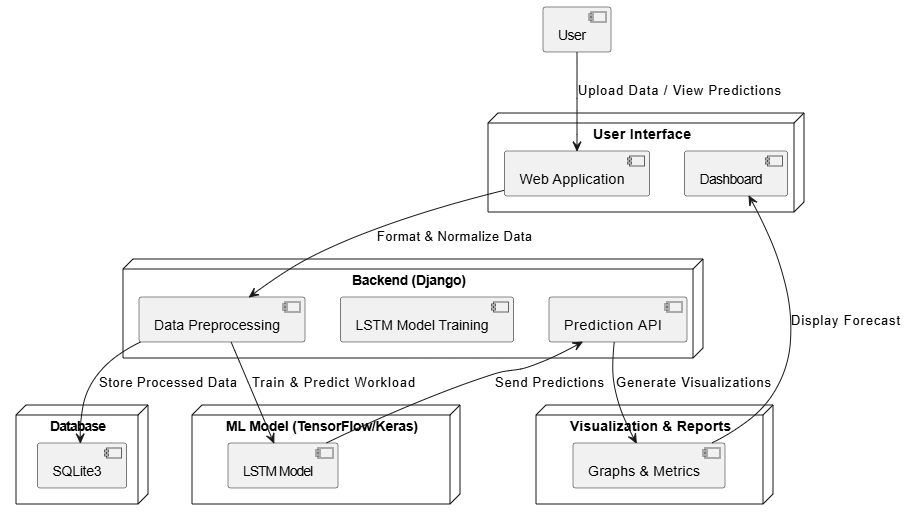 User
Upload Data / View Predictions
User Interface
Web Application
Dashboard
Format & Normalize Data
Backend (Django)
Data Preprocessing
LSTM Model Training
Prediction API
Display Forecast
Store Processed Data
Train & Predict Workload
Send Predictions
Generate Visualizations
Database
ML Model (TensorFlow/Keras)
Visualization & Reports
SQLite3
LSTM Model
Graphs & Metrics